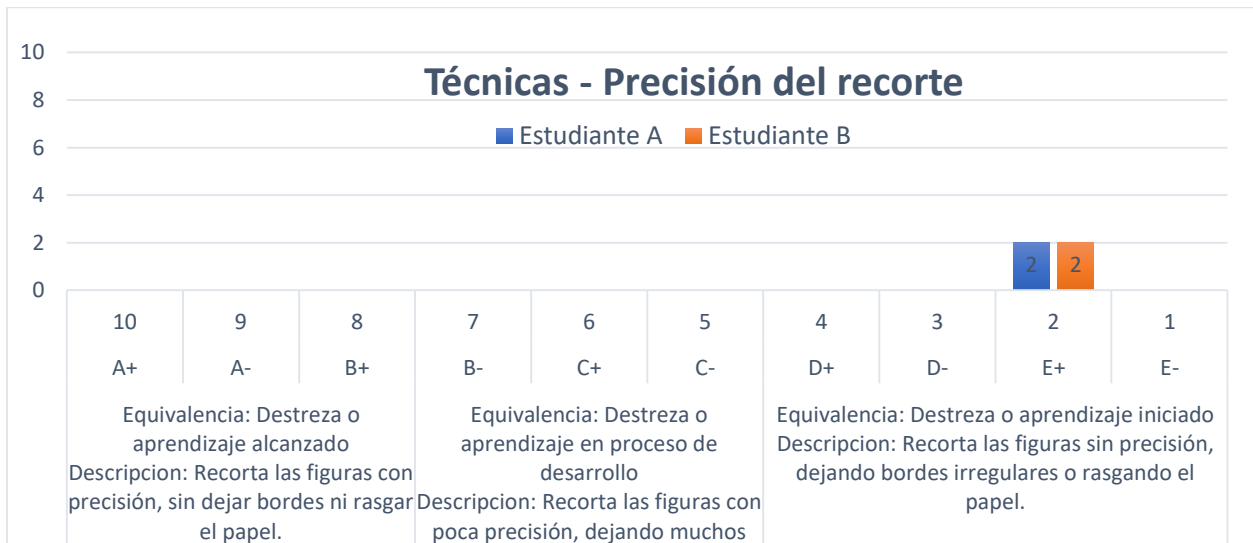 Técnicas - Precisión del recorte
Estudiante A Estudiante B
10
8
6
4
2
0
2 2
10 9 8 7 6 5 4 3 2 1
A+ A- B+ B- C+ C- D+ D- E+ E-
Equivalencia: Destreza o
aprendizaje alcanzado
Descripcion: Recorta las figuras con
precisión, sin dejar bordes ni rasgar
el papel.
Equivalencia: Destreza o
aprendizaje en proceso de
desarrollo
Descripcion: Recorta las figuras con
poca precisión, dejando muchos
Equivalencia: Destreza o aprendizaje iniciado
Descripcion: Recorta las figuras sin precisión,
dejando bordes irregulares o rasgando el
papel.